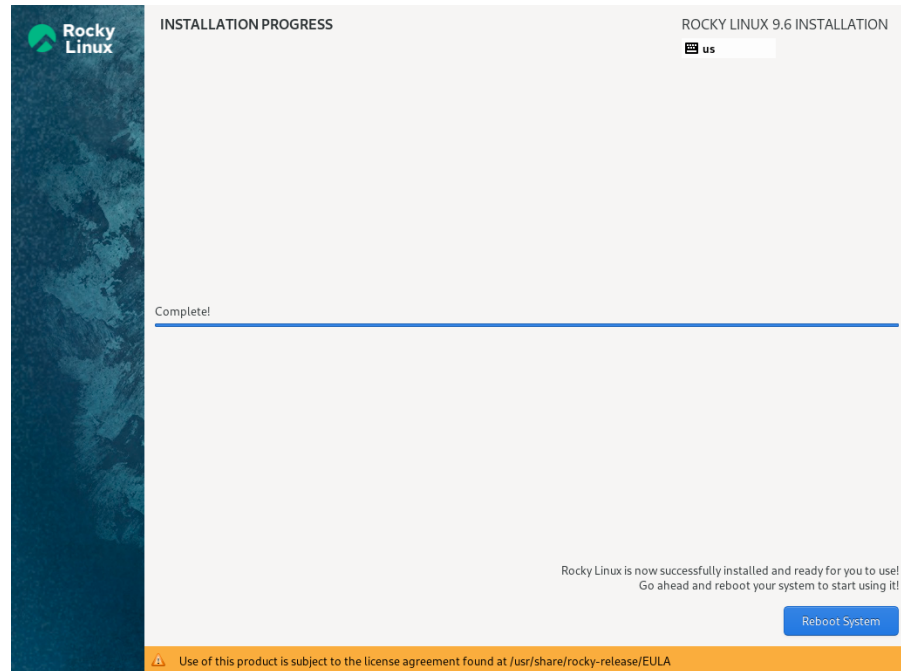 Rocky
Linux
INSTALLATION PROGRESS
ROCKY LINUX 9.6 INSTALLATION
us
Complete!
Rocky Linux is now successfully installed and ready for you to use!
Go ahead and reboot your system to start using it!
Reboot System
Use of this product is subject to the license agreement found at /usr/share/rocky-release/EULA